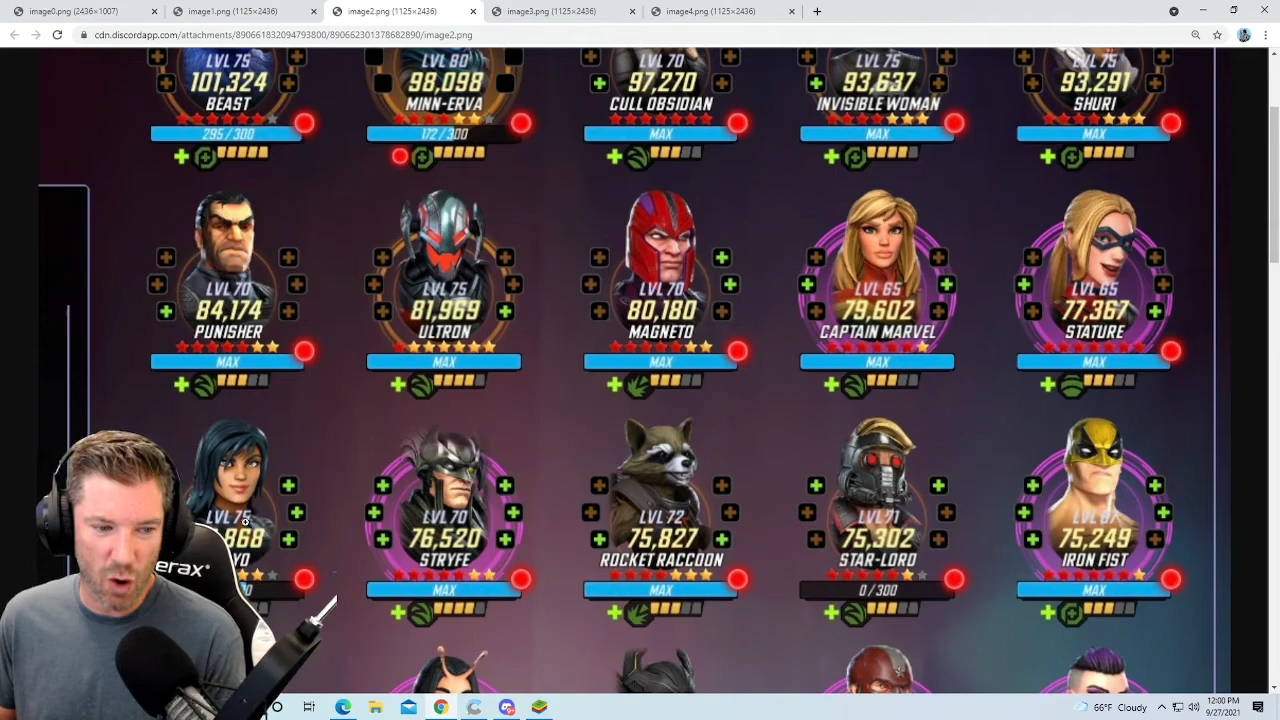 image0.png (2436×1007)
image1.png (1125×2436)
image2.png (1125×2436)
image3.png (1125×2436)
image4.png (1125×2436)
cdn.discordapp.com/attachments/890661832094793800/890662301378682890/image2.png
LVL 75
LVL 80
LVL 70
LVL 75
LVL 75
101,324
98,098
97,270
93,637
93,291
BEAST
MINN-ERVA
CULL OBSIDIAN
INVISIBLE WOMAN
SHURI
295 / 300
172 / 300
MAX
MAX
MAX
LVL 70
LVL 75
LVL 70
LVL 65
LVL 65
84,174
81,969
80,180
79,602
77,367
PUNISHER
ULTRON
MAGNETO
CAPTAIN MARVEL
STATURE
MAX
MAX
MAX
MAX
MAX
LVL 75
LVL 70
LVL 72
LVL 71
868
76,520
75,827
75,302
75,249
YO
STRYFE
ROCKET RACCOON
STAR-LORD
IRON FIST
MAX
MAX
0 / 300
MAX
erax
66°F Cloudy
12:00 PM
9/27/2021